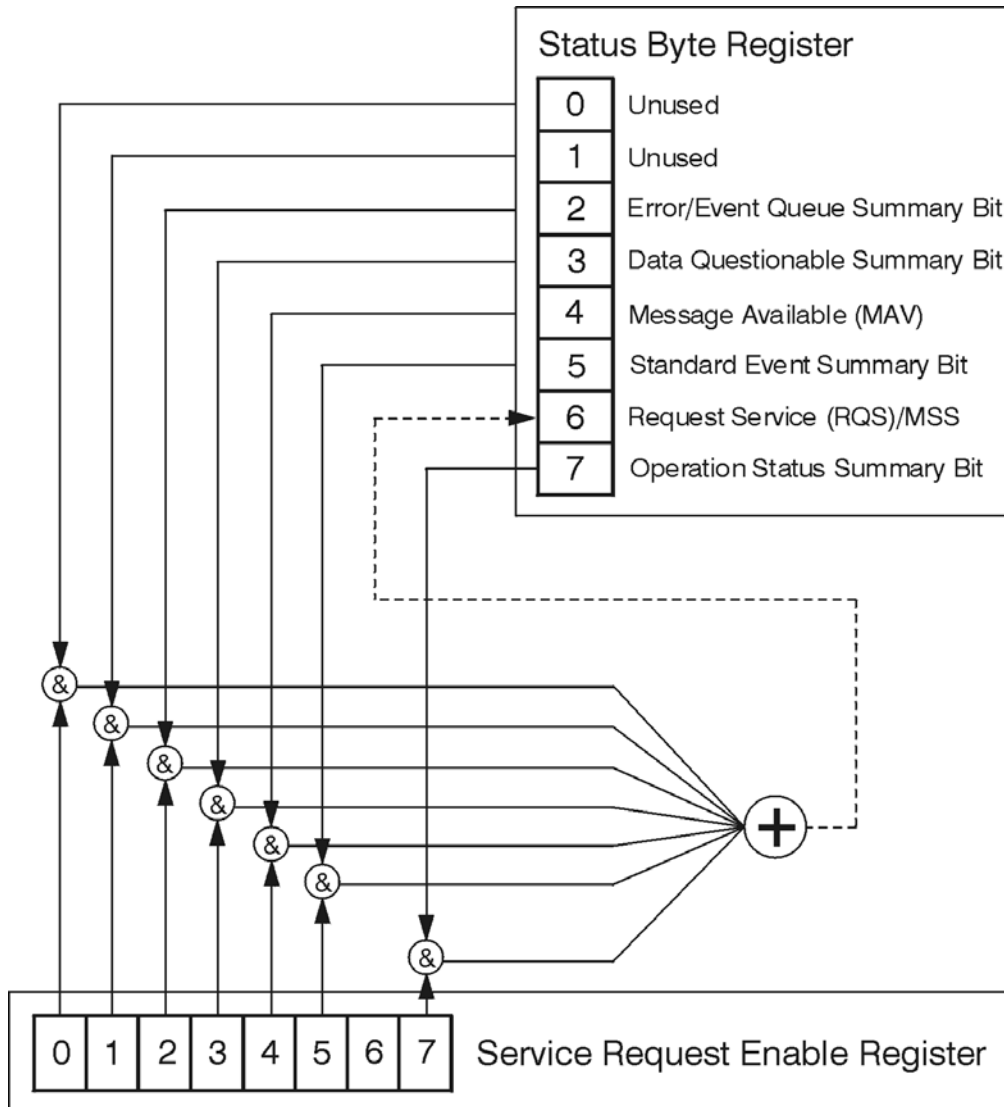 Status Byte Register
0 Unused
1 Unused
2 Error/Event Queue Summary Bit
3 Data Questionable Summary Bit
4 Message Available (MAV)
5 Standard Event Summary Bit
6 Request Service (RQS)/MSS
7 Operation Status Summary Bit
&
&
&
&
&
&
&
+
0 1 2 3 4 5 6 7 Service Request Enable Register